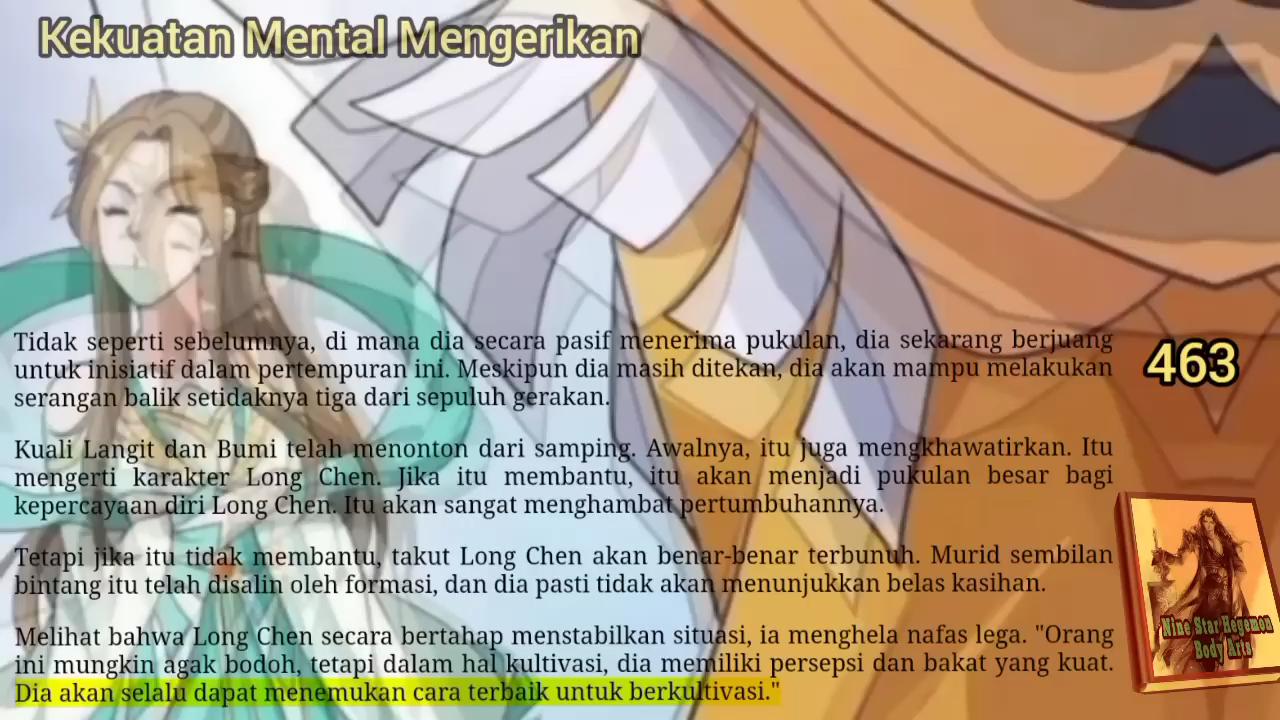 Kekuatan Mental Mengerikan
Tidak seperti sebelumnya, di mana dia secara pasif menerima pukulan, dia sekarang berjuang
untuk inisiatif dalam pertempuran ini. Meskipun dia masih ditekan, dia akan mampu melakukan
serangan balik setidaknya tiga dari sepuluh gerakan.
463
Kuali Langit dan Bumi telah menonton dari samping. Awalnya, itu juga mengkhawatirkan. Itu
mengerti karakter Long Chen. Jika itu membantu, itu akan menjadi pukulan besar bagi
kepercayaan diri Long Chen. Itu akan sangat menghambat pertumbuhannya.
Tetapi jika itu tidak membantu, takut Long Chen akan benar-benar terbunuh. Murid sembilan
bintang itu telah disalin oleh formasi, dan dia pasti tidak akan menunjukkan belas kasihan.
Melihat bahwa Long Chen secara bertahap menstabilkan situasi, ia menghela nafas lega. "Orang
ini mungkin agak bodoh, tetapi dalam hal kultivasi, dia memiliki persepsi dan bakat yang kuat.
Dia akan selalu dapat menemukan cara terbaik untuk berkultivasi."
Nine Star Hegemon
Body Arts